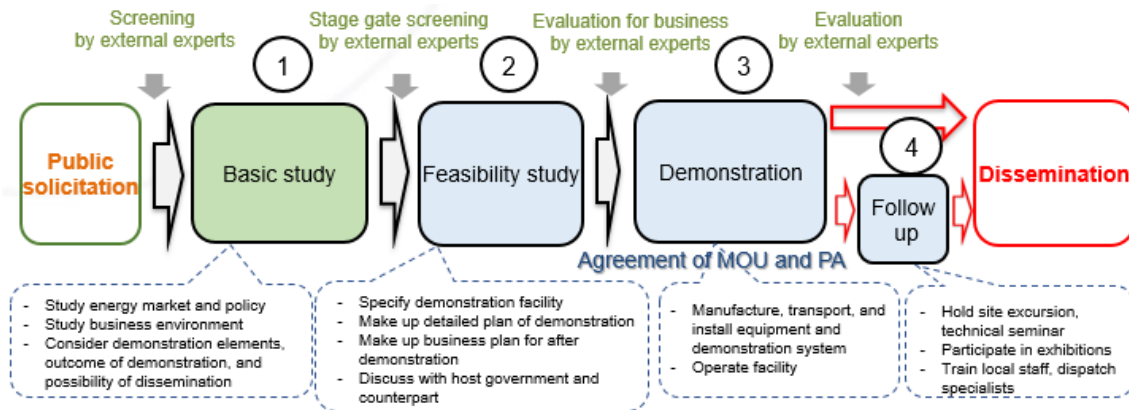 Screening
by external experts
Stage gate screening
by external experts
Evaluation for business
by external experts
Evaluation
by external experts
1
2
3
4
Public
solicitation
Basic study
Feasibility study
Demonstration
Follow
up
Dissemination
Agreement of MOU and PA
- Study energy market and policy
- Study business environment
- Consider demonstration elements,
outcome of demonstration, and
possibility of dissemination
- Specify demonstration facility
- Make up detailed plan of demonstration
- Make up business plan for after
demonstration
- Discuss with host government and
counterpart
- Manufacture, transport, and
install equipment and
demonstration system
- Operate facility
- Hold site excursion,
technical seminar
- Participate in exhibitions
- Train local staff, dispatch
specialists